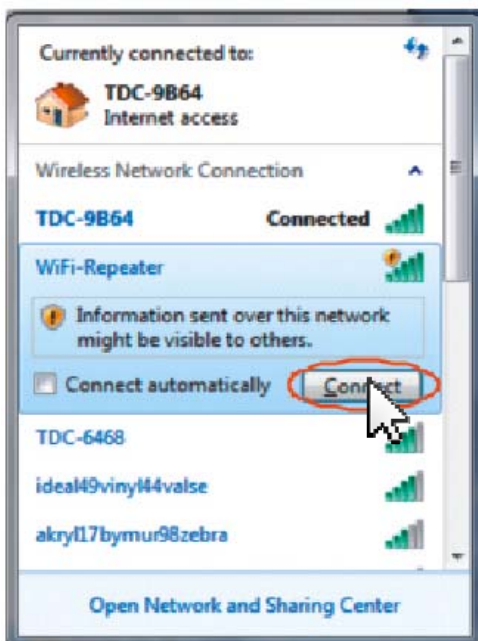 Currently connected to:
TDC-9B64
Internet access
Wireless Network Connection
TDC-9B64 Connected
WiFi-Repeater
Information sent over this network
might be visible to others.
Connect automatically Connect
TDC-6468
ideal49vinyl44valse
akryl17bymur98zebra
Open Network and Sharing Center